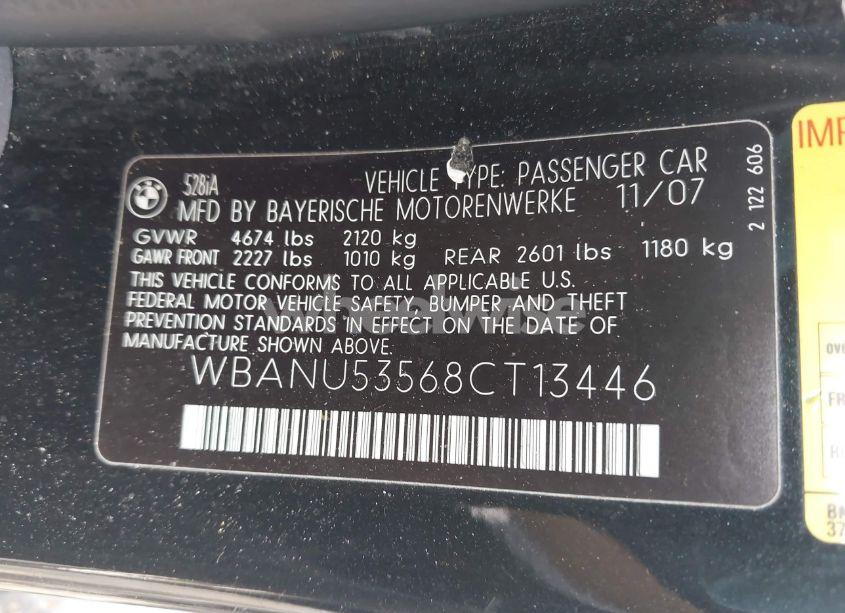 BMW
528iA
VEHICLE TYPE: PASSENGER CAR
MFD BY BAYERISCHE MOTORENWERKE 11/07
GVWR 4674 lbs 2120 kg
GAWR FRONT 2227 lbs 1010 kg REAR 2601 lbs 1180 kg
THIS VEHICLE CONFORMS TO ALL APPLICABLE U.S.
FEDERAL MOTOR VEHICLE SAFETY, BUMPER AND THEFT
PREVENTION STANDARDS IN EFFECT ON THE DATE OF
MANUFACTURE SHOWN ABOVE.
WBANU53568CT13446
2 122 606